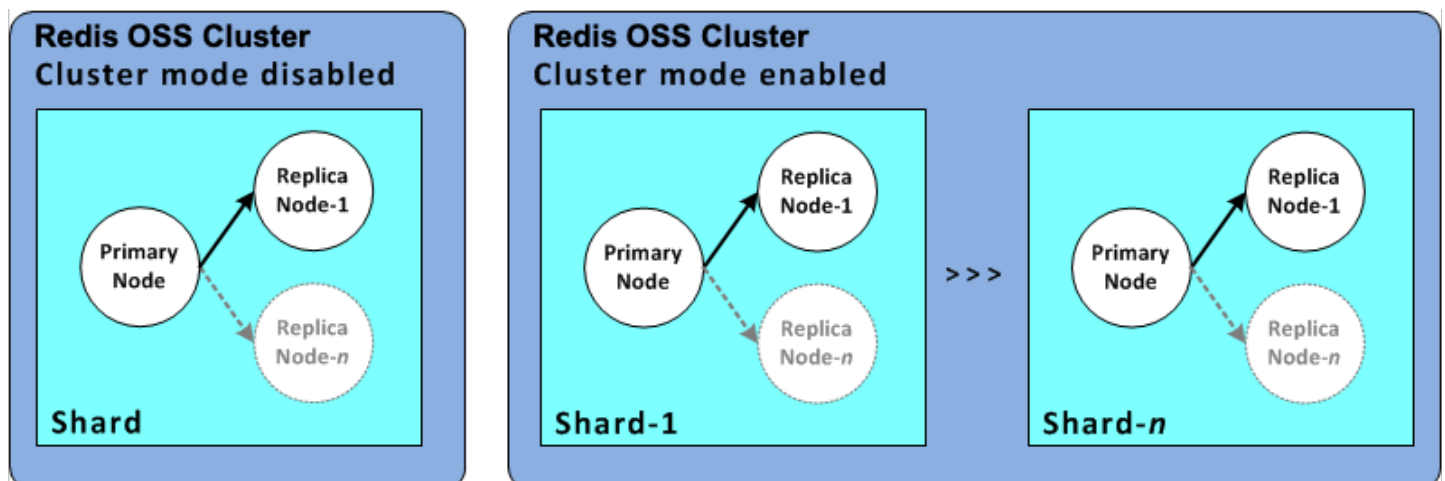 Redis OSS Cluster
Cluster mode disabled
Replica
Node-1
Primary
Node
Replica
Node-n
Shard
Redis OSS Cluster
Cluster mode enabled
Replica
Node-1
Primary
Node
Replica
Node-n
Shard-1
>>>
Replica
Node-1
Primary
Node
Replica
Node-n
Shard-n